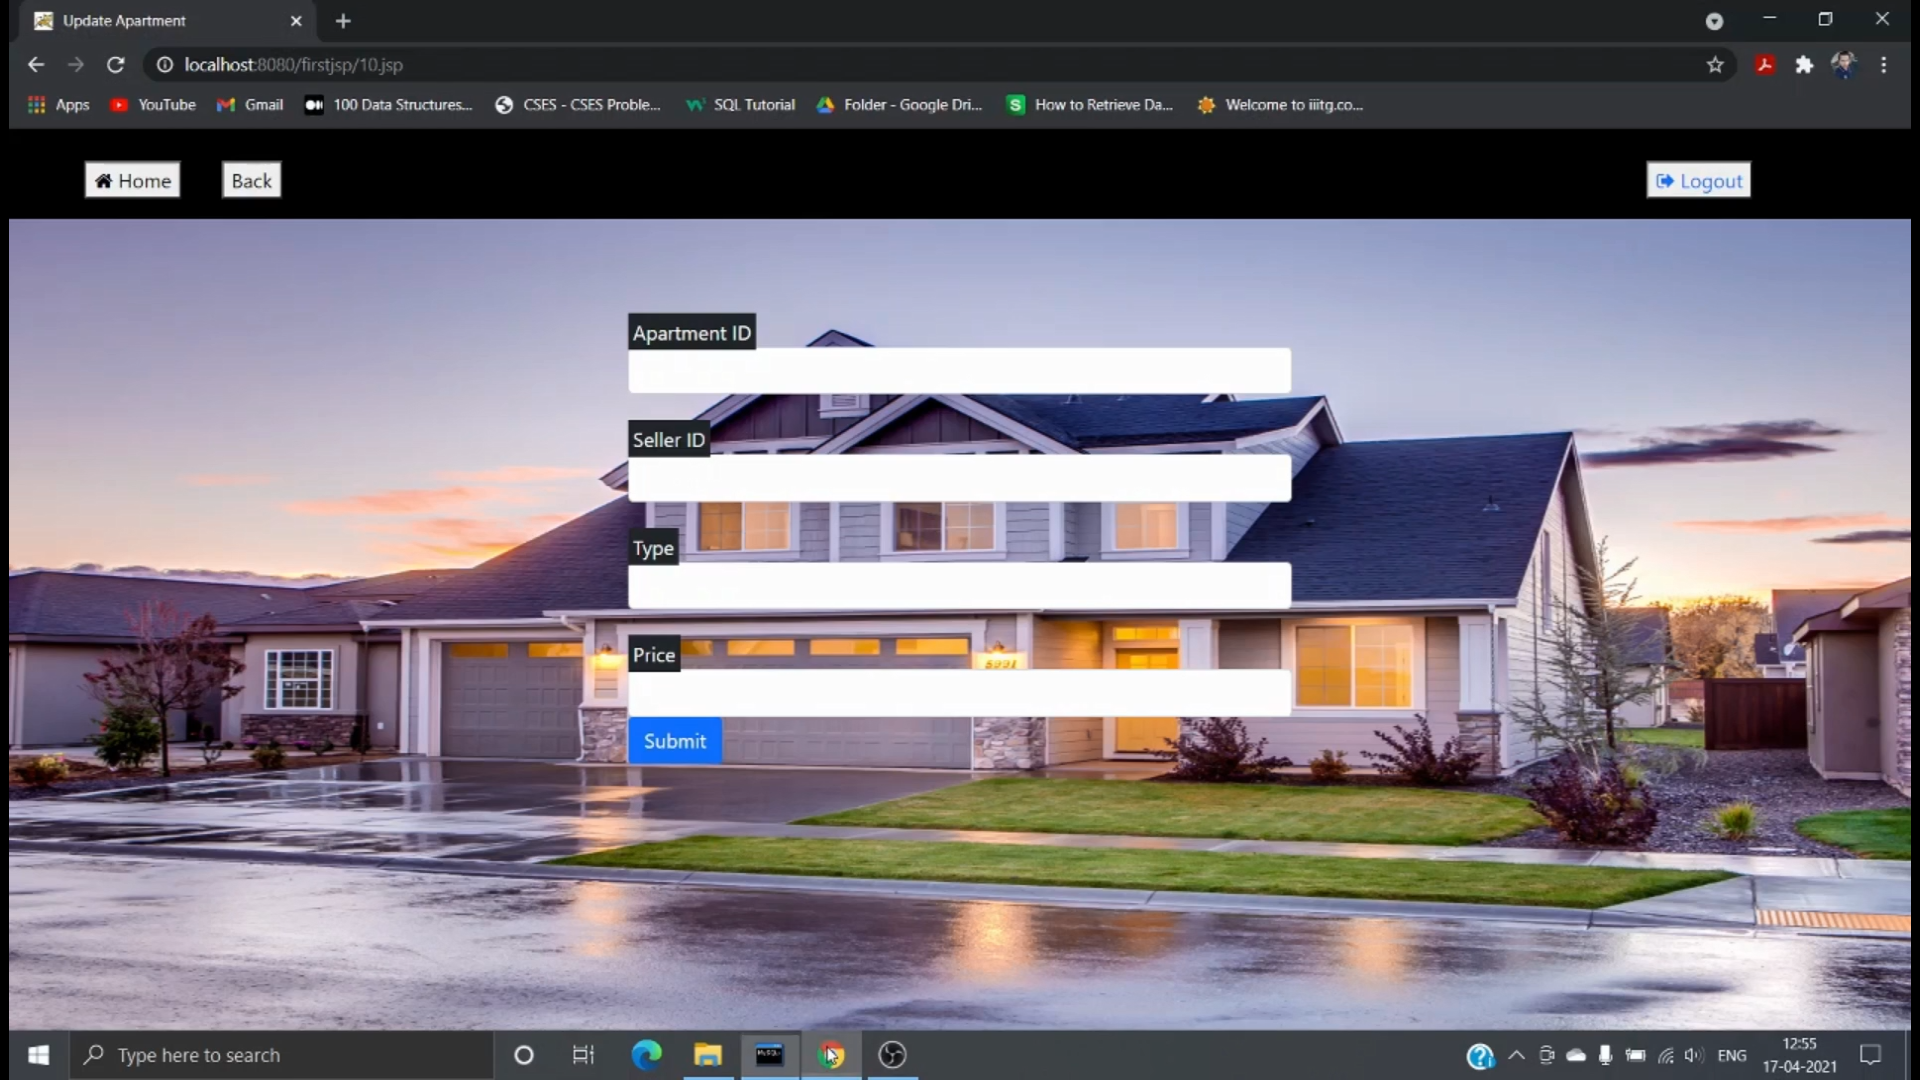 Update Apartment
localhost:8080/firstjsp/10.jsp
Apps YouTube Gmail 100 Data Structures... CSES - CSES Proble... SQL Tutorial Folder - Google Dri... How to Retrieve Da... Welcome to iiitg.co...
Home Back Logout
Apartment ID
Seller ID
Type
Price
Submit
Type here to search
ENG
12:55
17-04-2021